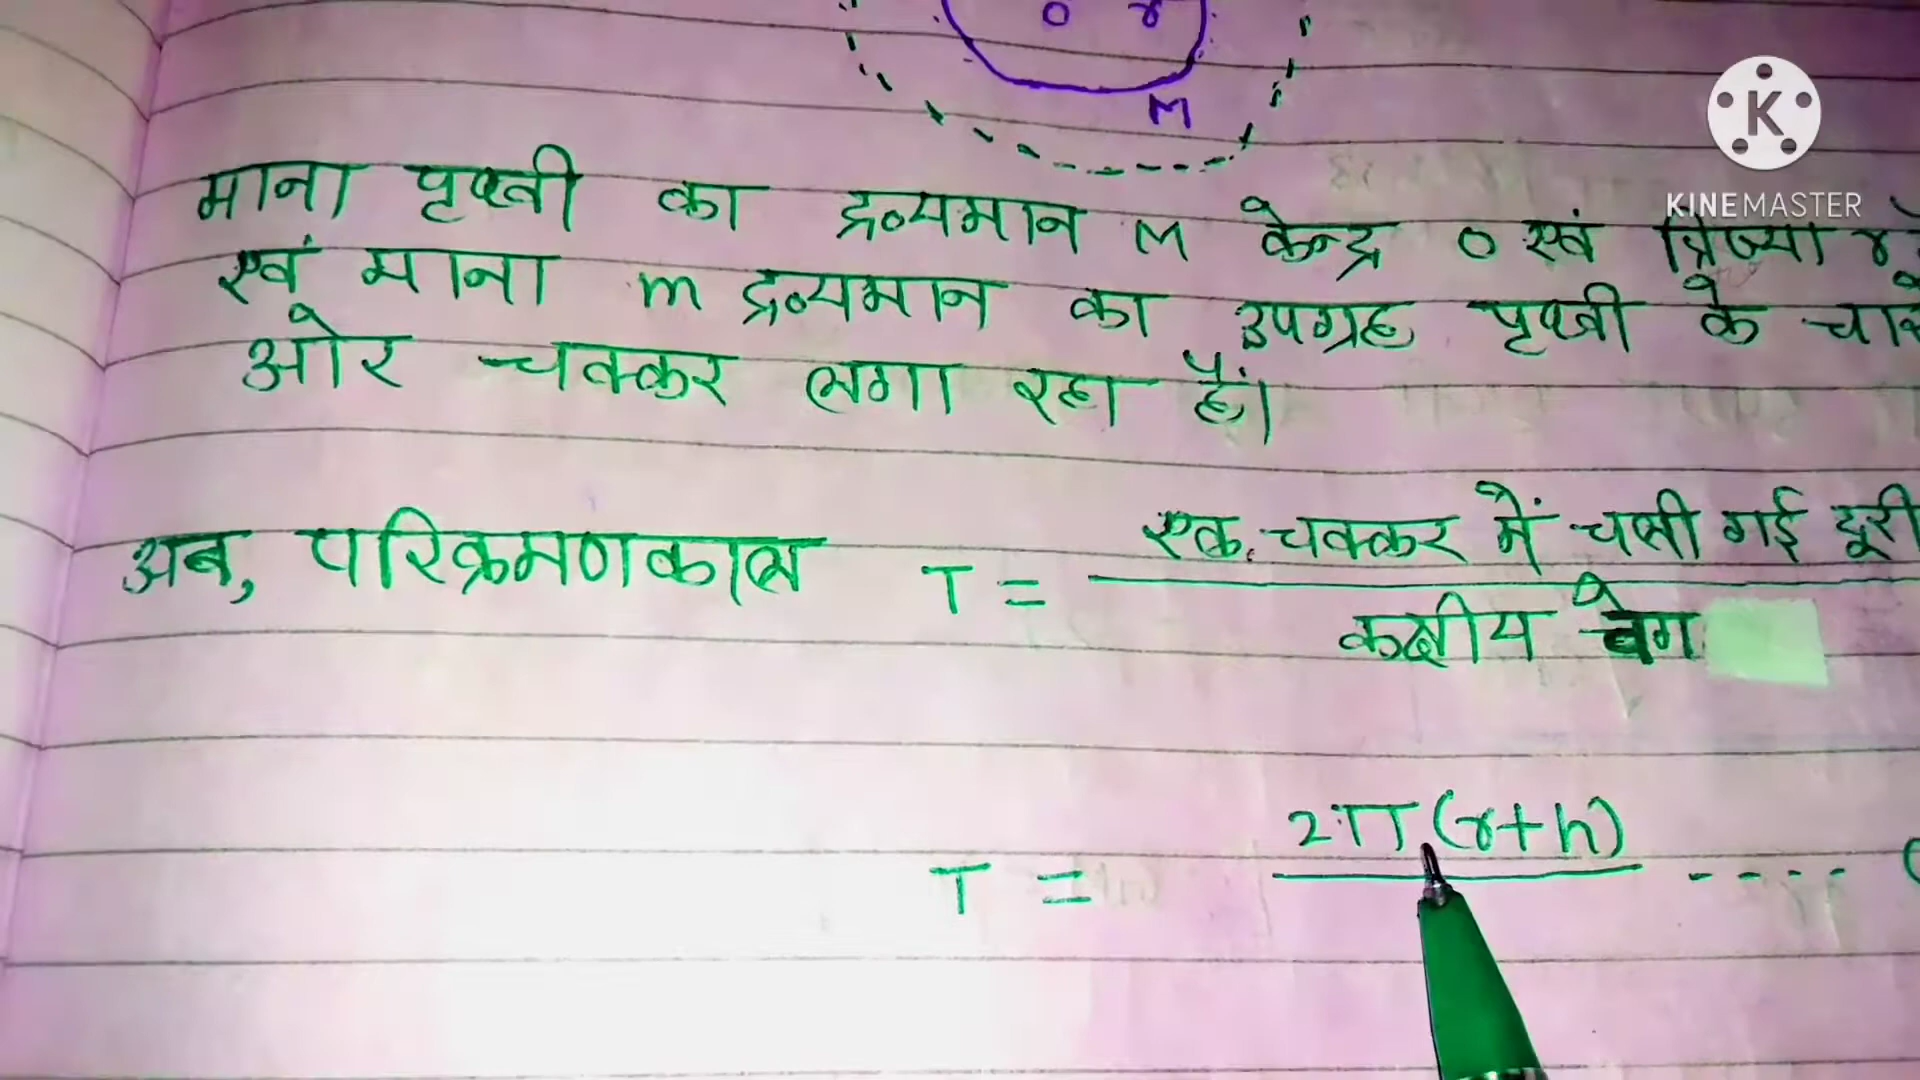 O r
M
K
KINEMASTER
माना पृथ्वी का द्रव्यमान M केन्द्र O एवं त्रिज्या r
एवं माना m द्रव्यमान का उपग्रह पृथ्वी के
ओर चक्कर लगा रहा हैं।
अब, परिक्रमणकाल T = एक चक्कर में चली गई दूरी
कक्षीय वेग
2π(r+h)
T = ----